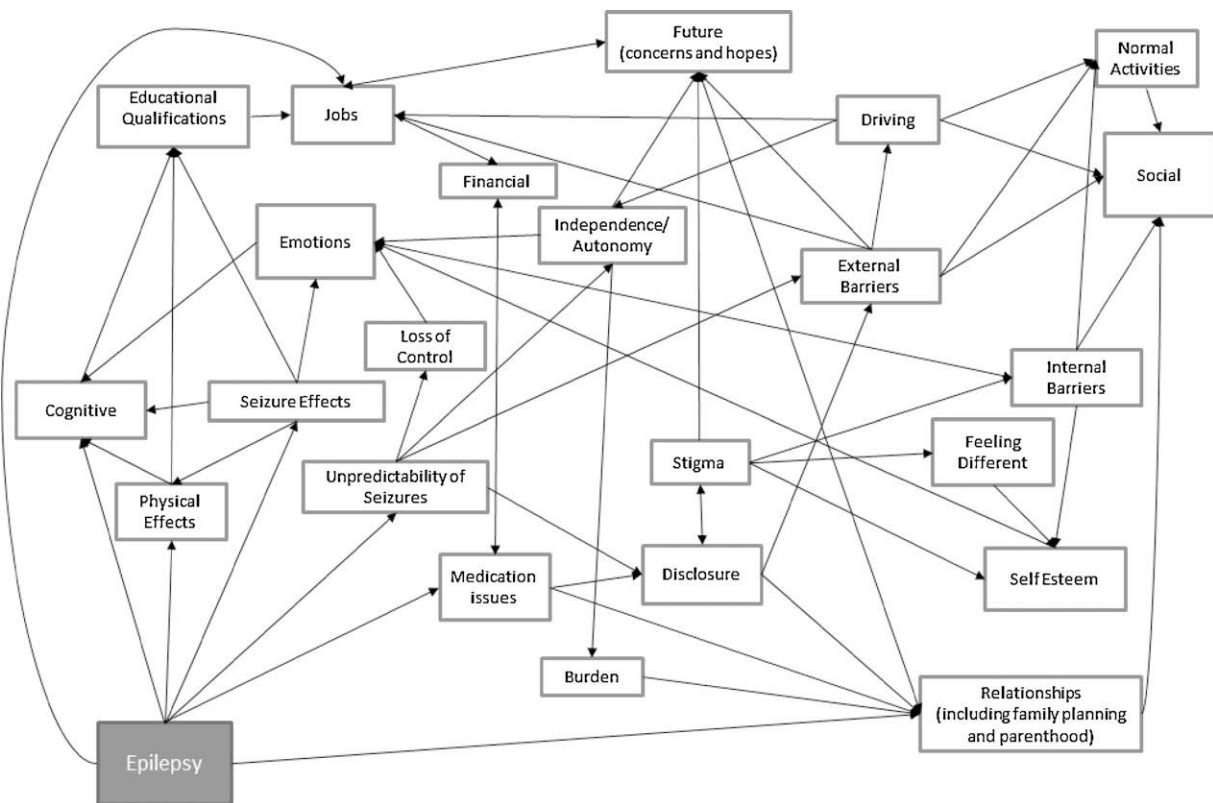 Future
(concerns and hopes)
Normal
Activities
Educational
Qualifications
Jobs
Driving
Social
Financial
Independence/
Autonomy
Emotions
External
Barriers
Loss of
Control
Internal
Barriers
Cognitive
Seizure Effects
Feeling
Different
Stigma
Unpredictability of
Seizures
Physical
Effects
Medication
issues
Disclosure
Self Esteem
Burden
Relationships
(including family planning
and parenthood)
Epilepsy